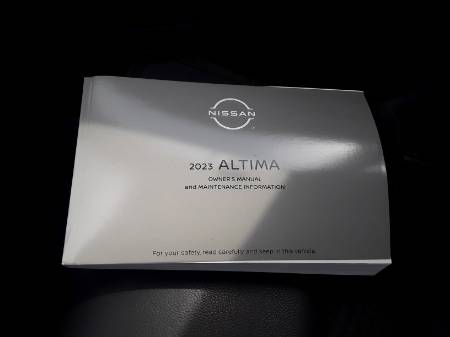 NISSAN
2023 ALTIMA
OWNER'S MANUAL
and MAINTENANCE INFORMATION
For your safety, read carefully and keep in this vehicle.